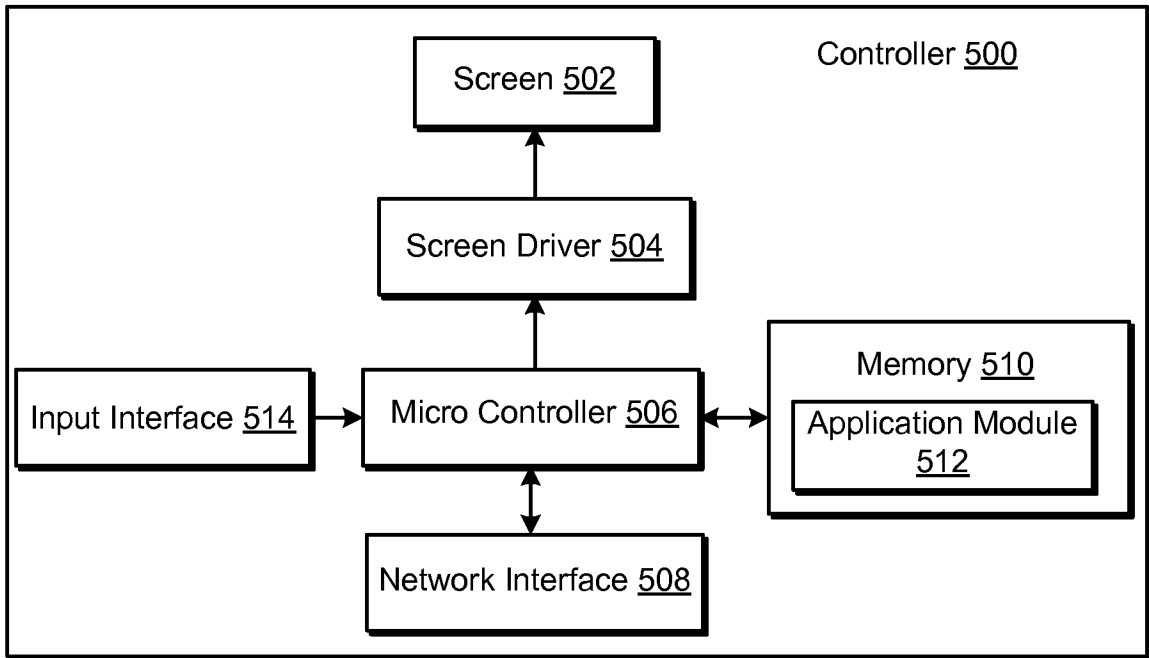 Controller 500
Screen 502
Screen Driver 504
Memory 510
Input Interface 514
Micro Controller 506
Application Module
512
Network Interface 508